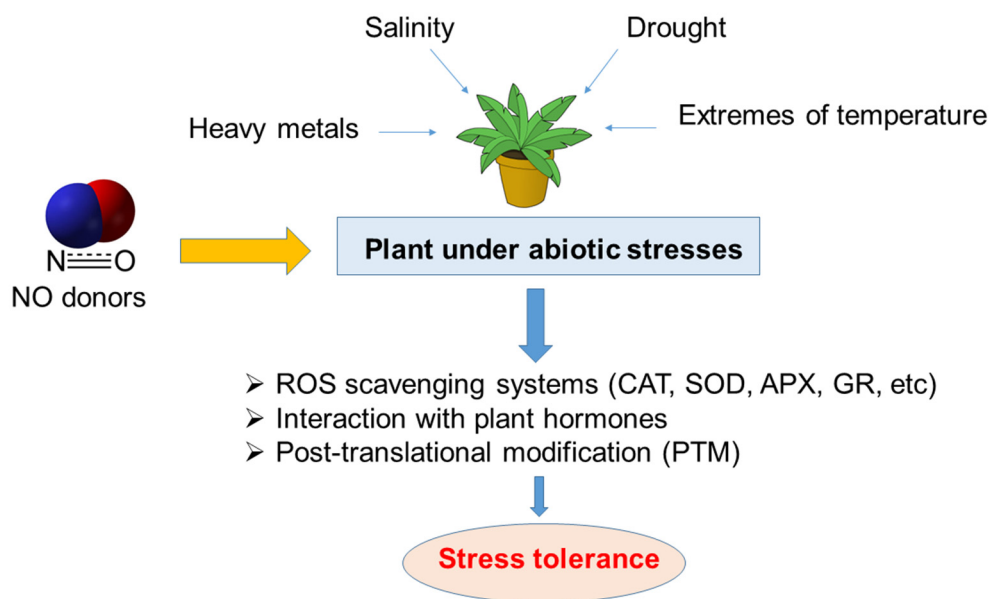 Salinity
Drought
Heavy metals
Extremes of temperature
N O
NO donors
Plant under abiotic stresses
➢ ROS scavenging systems (CAT, SOD, APX, GR, etc)
➢ Interaction with plant hormones
➢ Post-translational modification (PTM)
Stress tolerance